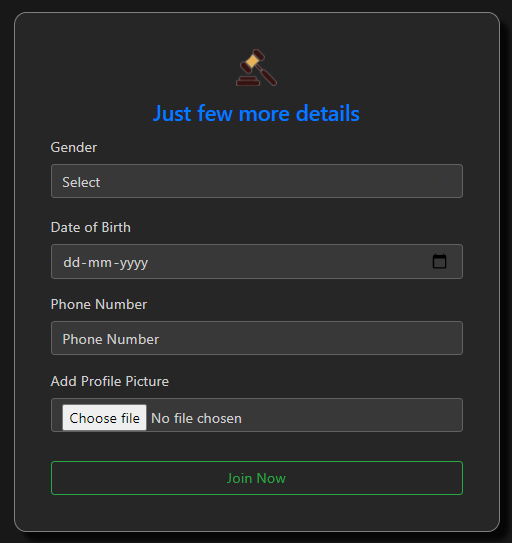 Just few more details
Gender
Select
Date of Birth
dd-mm-yyyy
Phone Number
Phone Number
Add Profile Picture
Choose file No file chosen
Join Now